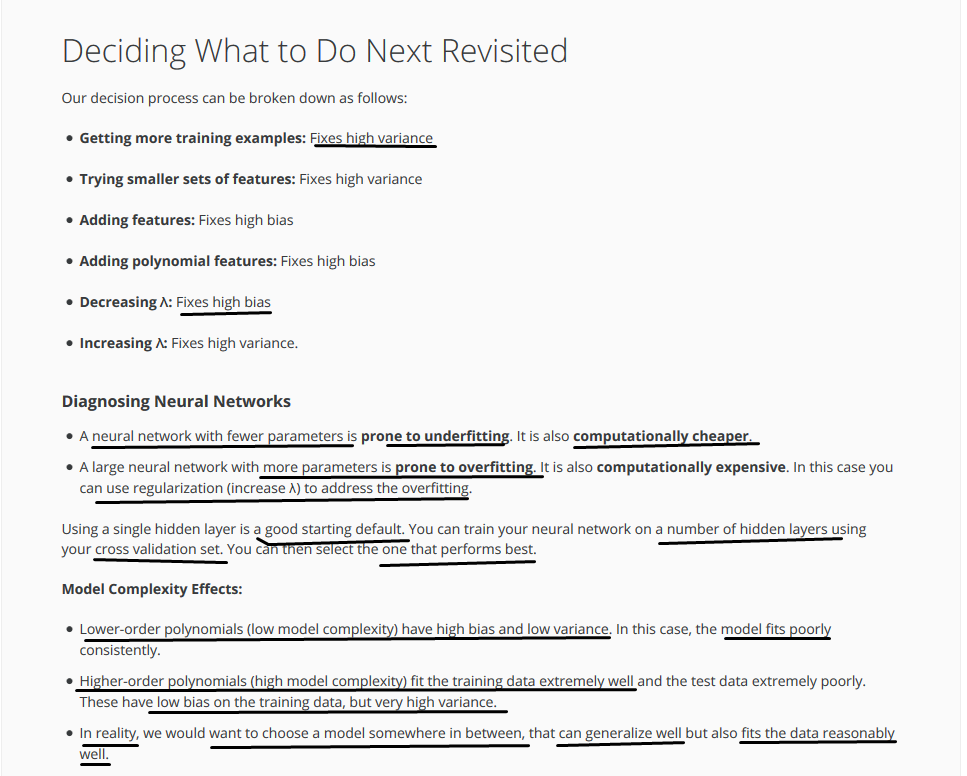 Deciding What to Do Next Revisited
Our decision process can be broken down as follows:
• Getting more training examples: Fixes high variance
• Trying smaller sets of features: Fixes high variance
• Adding features: Fixes high bias
• Adding polynomial features: Fixes high bias
• Decreasing λ: Fixes high bias
• Increasing λ: Fixes high variance.
Diagnosing Neural Networks
• A neural network with fewer parameters is prone to underfitting. It is also computationally cheaper.
• A large neural network with more parameters is prone to overfitting. It is also computationally expensive. In this case you
can use regularization (increase λ) to address the overfitting.
Using a single hidden layer is a good starting default. You can train your neural network on a number of hidden layers using
your cross validation set. You can then select the one that performs best.
Model Complexity Effects:
• Lower-order polynomials (low model complexity) have high bias and low variance. In this case, the model fits poorly
consistently.
• Higher-order polynomials (high model complexity) fit the training data extremely well and the test data extremely poorly.
These have low bias on the training data, but very high variance.
• In reality, we would want to choose a model somewhere in between, that can generalize well but also fits the data reasonably
well.